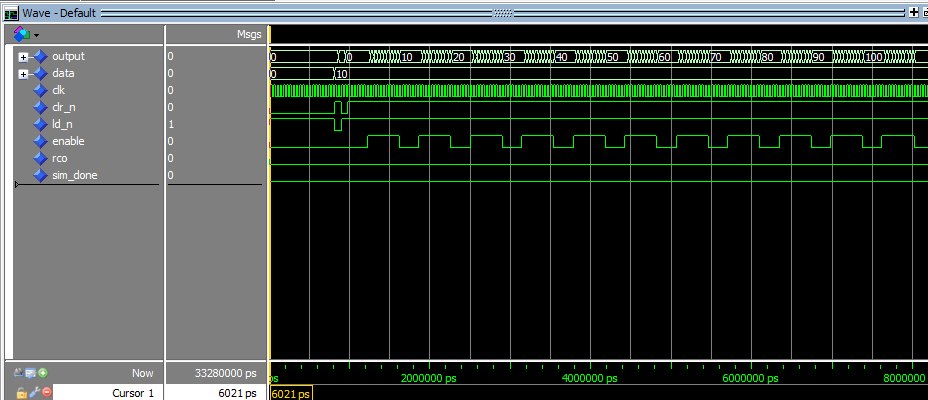 Wave - Default
Msgs
output 0 0 0 10 20 30 40 50 60 70 80 90 100
data 0 0 10
clk 0
clr_n 0
ld_n 1
enable 0
rco 0
sim_done 0
Now 33280000 ps ps 2000000 ps 4000000 ps 6000000 ps 8000000
Cursor 1 6021 ps 6021 ps